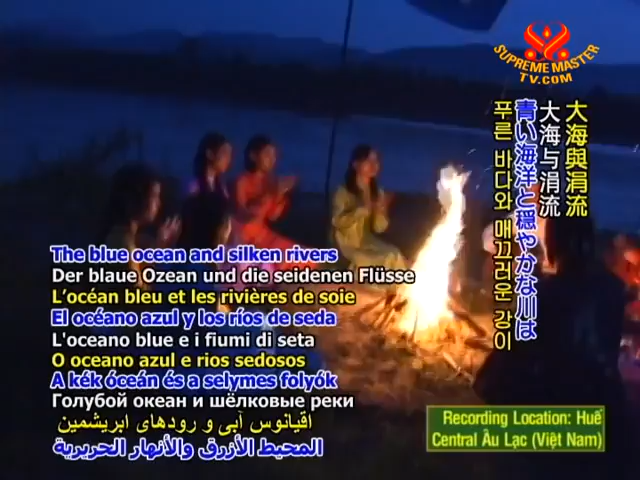 SUPREME MASTER
TV.COM
大海與涓流
大海与涓流
青い海洋と穏やかな川は
푸른 바다와 매끄러운 강이
The blue ocean and silken rivers
Der blaue Ozean und die seidenen Flüsse
L'océan bleu et les rivières de soie
El océano azul y los ríos de seda
L'oceano blue e i fiumi di seta
O oceano azul e rios sedosos
A kék óceán és a selymes folyók
Голубой океан и шёлковые реки
اقیانوس آبی و رودهای ابریشمین
المحيط الأزرق والأنهار الحريرية
Recording Location: Huế
Central Âu Lạc (Việt Nam)